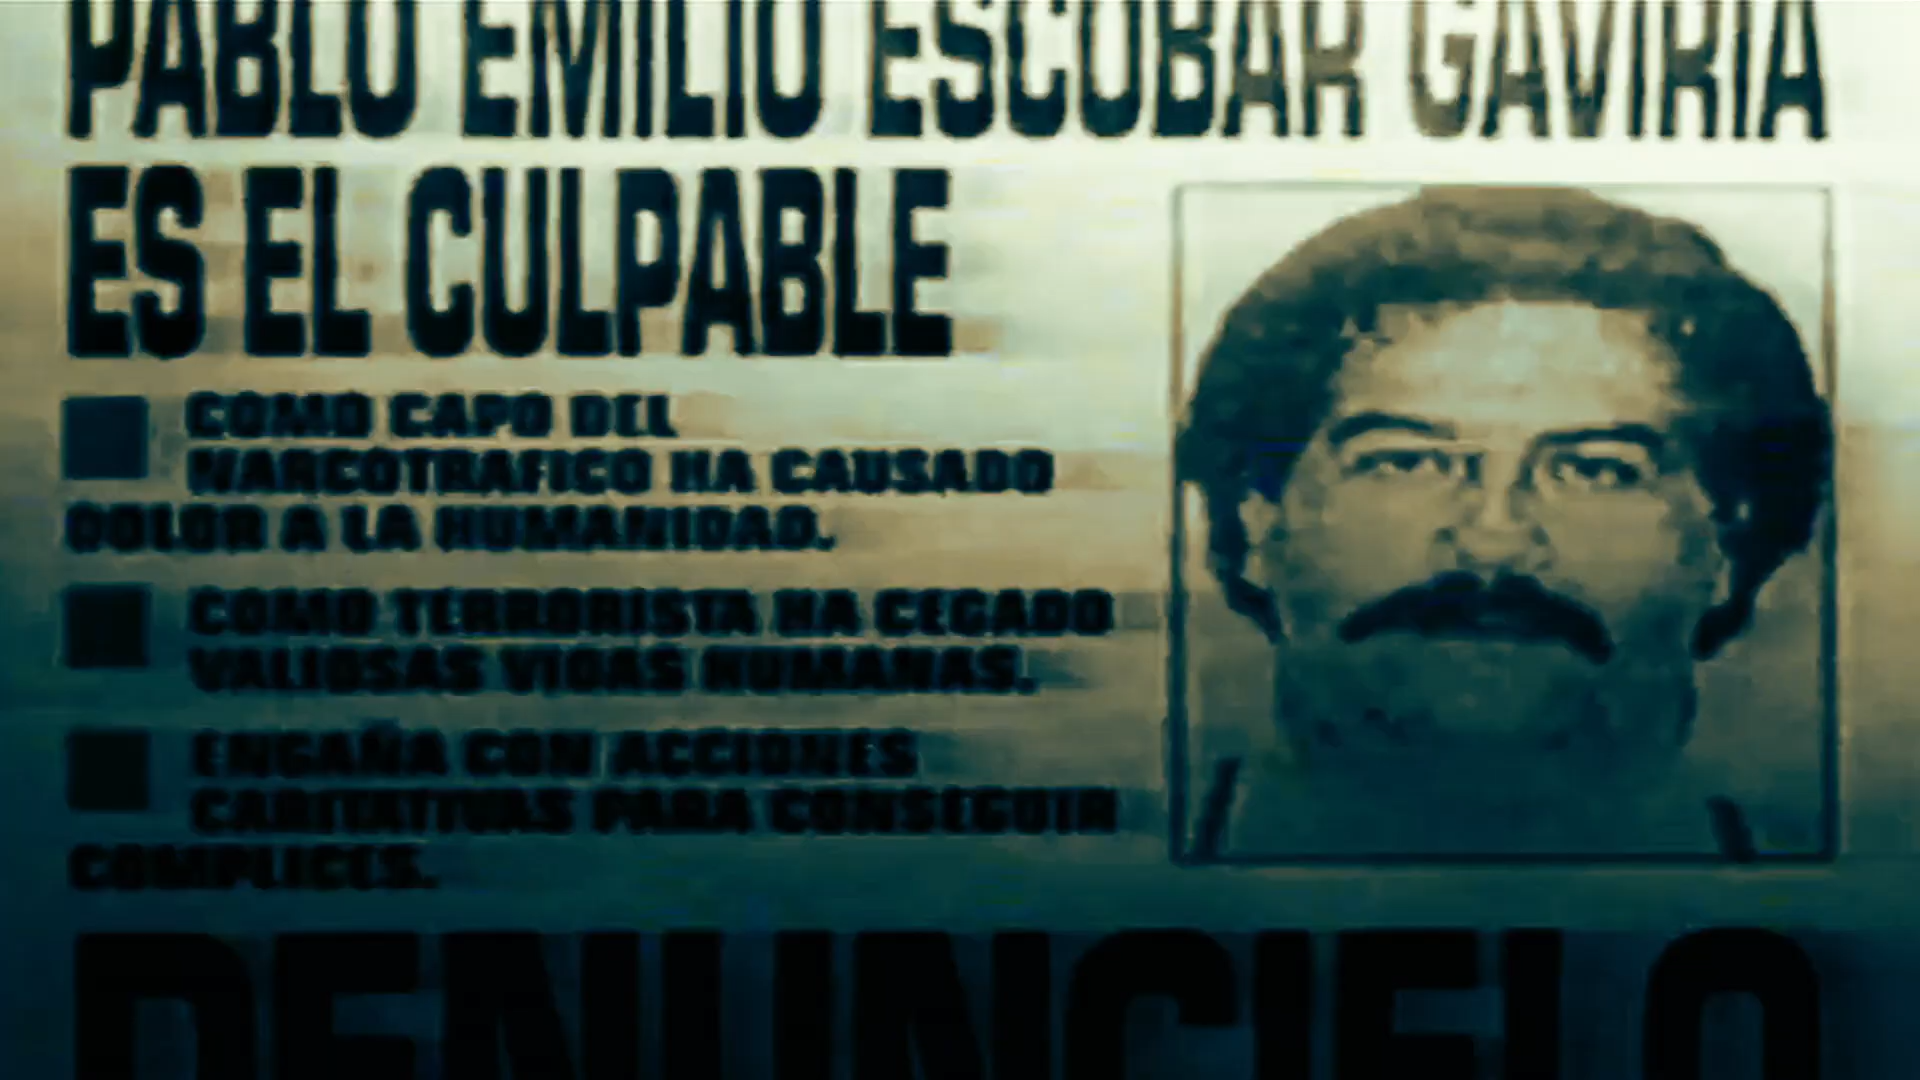 PABLO EMILIO ESCOBAR GAVIRIA
ES EL CULPABLE
COMO CAPO DEL
NARCOTRAFICO HA CAUSADO
DOLOR A LA HUMANIDAD.
COMO TERRORISTA HA CEGADO
VALIOSAS VIDAS HUMANAS.
ENGAÑA CON ACCIONES
CARITATIVAS PARA CONSEGUIR
COMPLICES.
DENUNCIELO